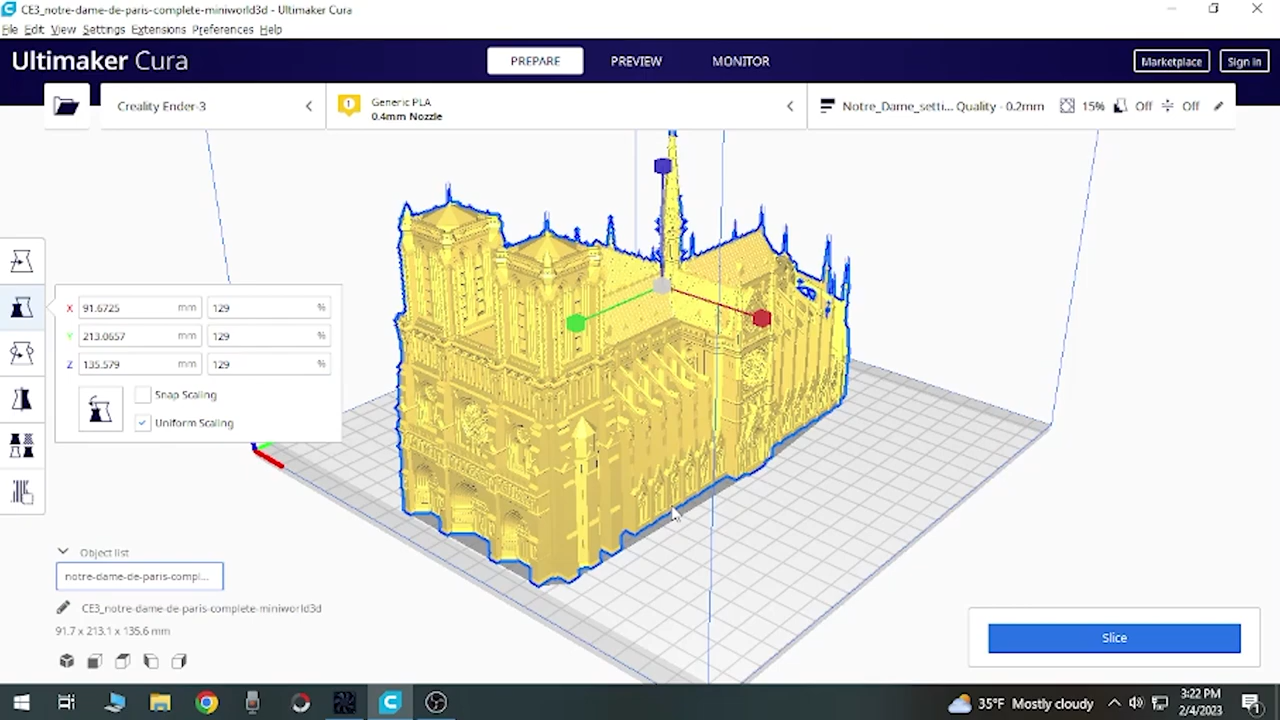 CE3_notre-dame-de-paris-complete-miniworld3d - Ultimaker Cura
File Edit View Settings Extensions Preferences Help
Ultimaker Cura
PREPARE
PREVIEW
MONITOR
Marketplace
Sign in
Creality Ender-3
1
Generic PLA
0.4mm Nozzle
Notre_Dame_setti... Quality - 0.2mm
15%
Off
Off
X 91.6725 mm 129 %
Y 213.0657 mm 129 %
Z 135.579 mm 129 %
Snap Scaling
Uniform Scaling
Object list
notre-dame-de-paris-compl...
CE3_notre-dame-de-paris-complete-miniworld3d
91.7 x 213.1 x 135.6 mm
Slice
35°F Mostly cloudy
3:22 PM
2/4/2023
1